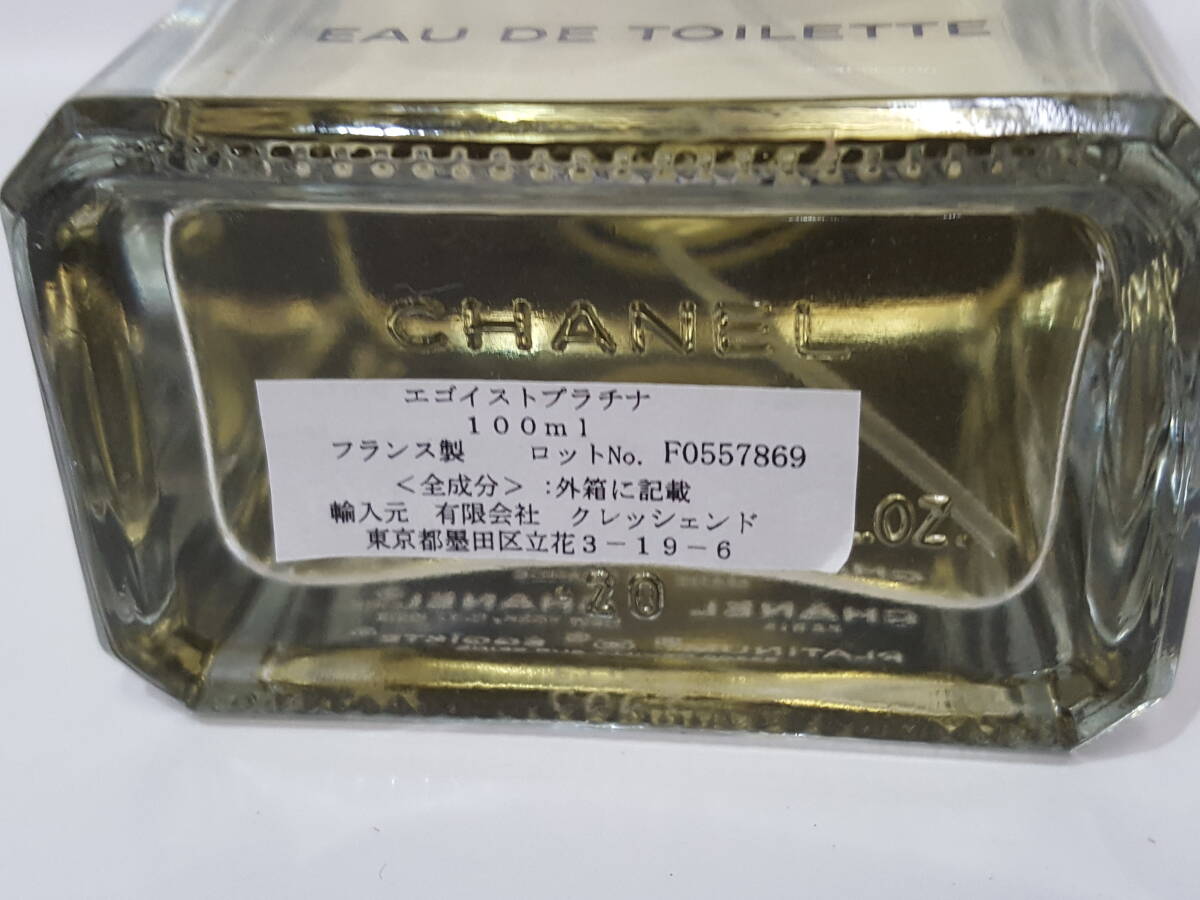 EAU DE TOILETTE
CHANEL
エゴイストプラチナ
100ml
フランス製 ロットNo. F0557869
＜全成分＞:外箱に記載
輸入元 有限会社 クレッシェンド
東京都墨田区立花3-19-6
.OZ.
20